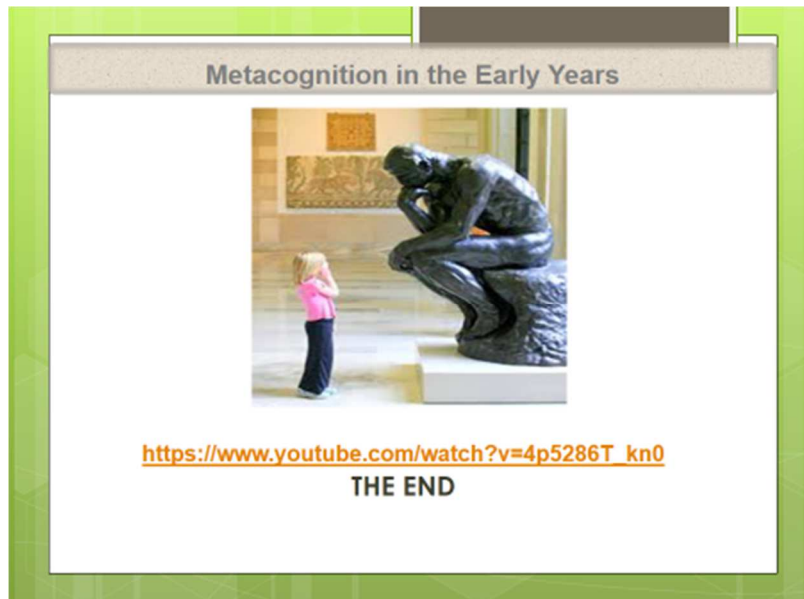 Metacognition in the Early Years
https://www.youtube.com/watch?v=4p5286T_kn0
THE END